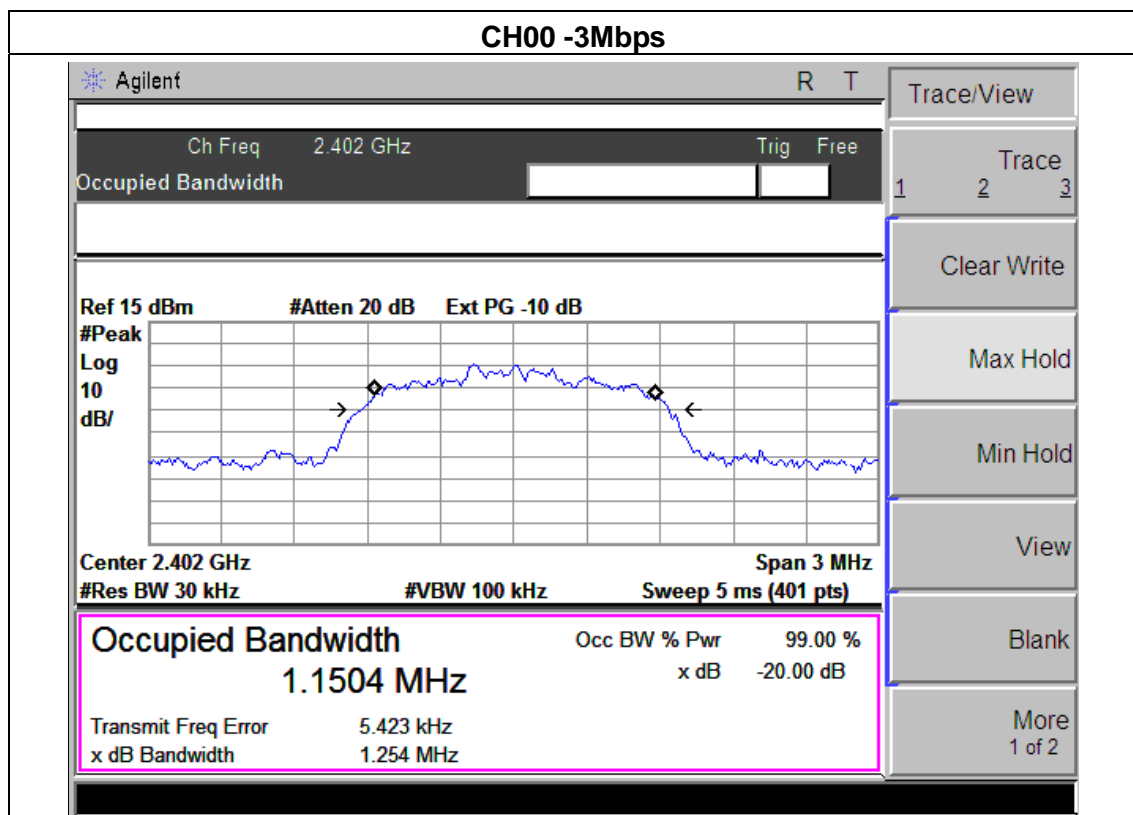 CH00 -3Mbps
Agilent R T
Ch Freq 2.402 GHz Trig Free
Occupied Bandwidth
Ref 15 dBm #Atten 20 dB Ext PG -10 dB
#Peak
Log
10
dB/
Center 2.402 GHz Span 3 MHz
#Res BW 30 kHz #VBW 100 kHz Sweep 5 ms (401 pts)
Occupied Bandwidth Occ BW % Pwr 99.00 %
1.1504 MHz x dB -20.00 dB
Transmit Freq Error 5.423 kHz
x dB Bandwidth 1.254 MHz
Trace/View
Trace
1 2 3
Clear Write
Max Hold
Min Hold
View
Blank
More
1 of 2